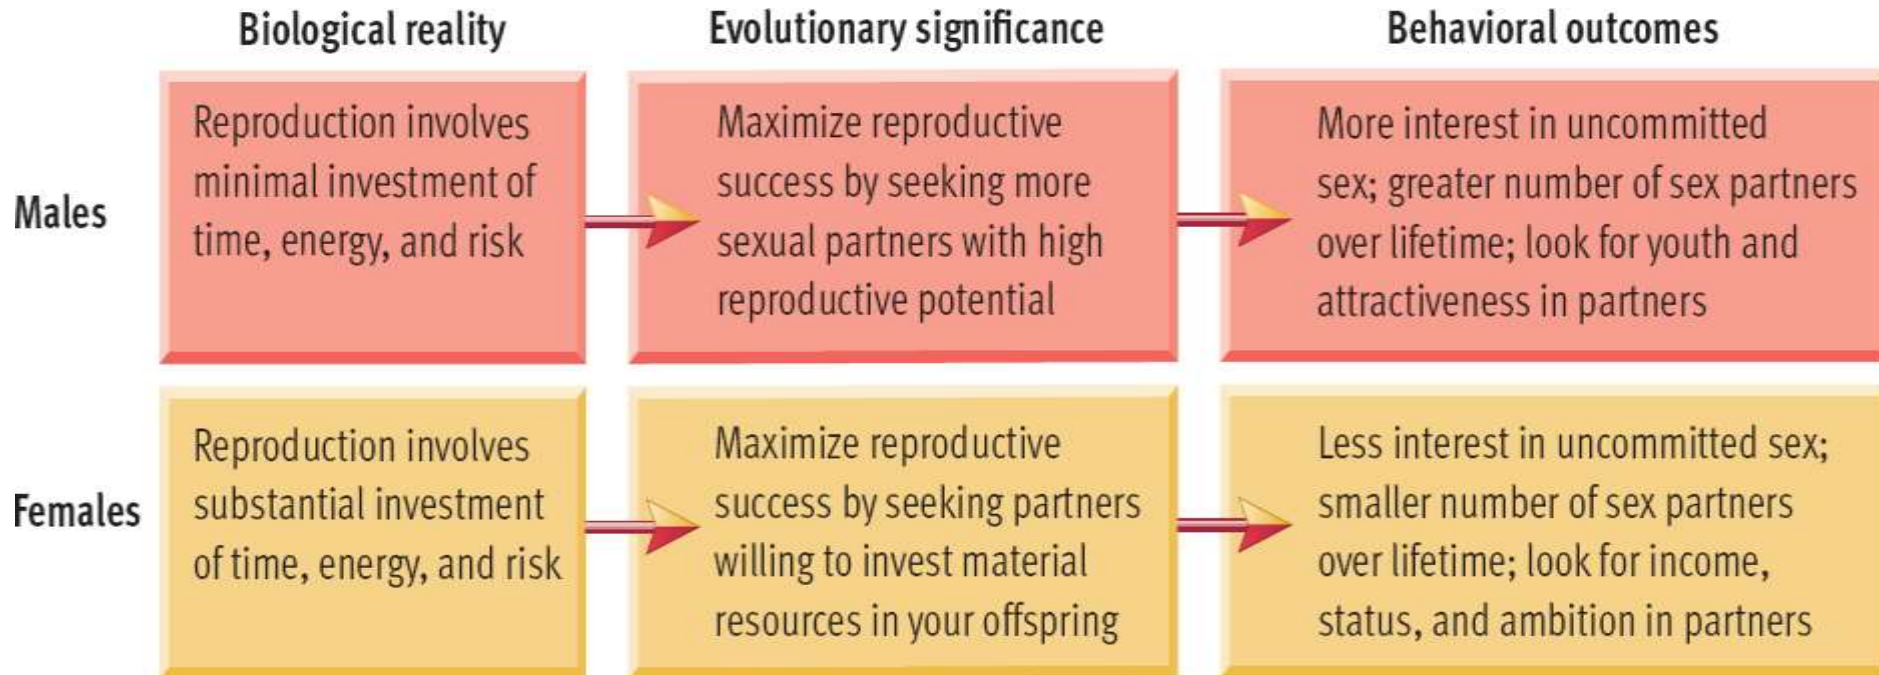 Biological reality
Evolutionary significance
Behavioral outcomes
Males
Reproduction involves
minimal investment of
time, energy, and risk
Maximize reproductive
success by seeking more
sexual partners with high
reproductive potential
More interest in uncommitted
sex; greater number of sex partners
over lifetime; look for youth and
attractiveness in partners
Females
Reproduction involves
substantial investment
of time, energy, and risk
Maximize reproductive
success by seeking partners
willing to invest material
resources in your offspring
Less interest in uncommitted sex;
smaller number of sex partners
over lifetime; look for income,
status, and ambition in partners